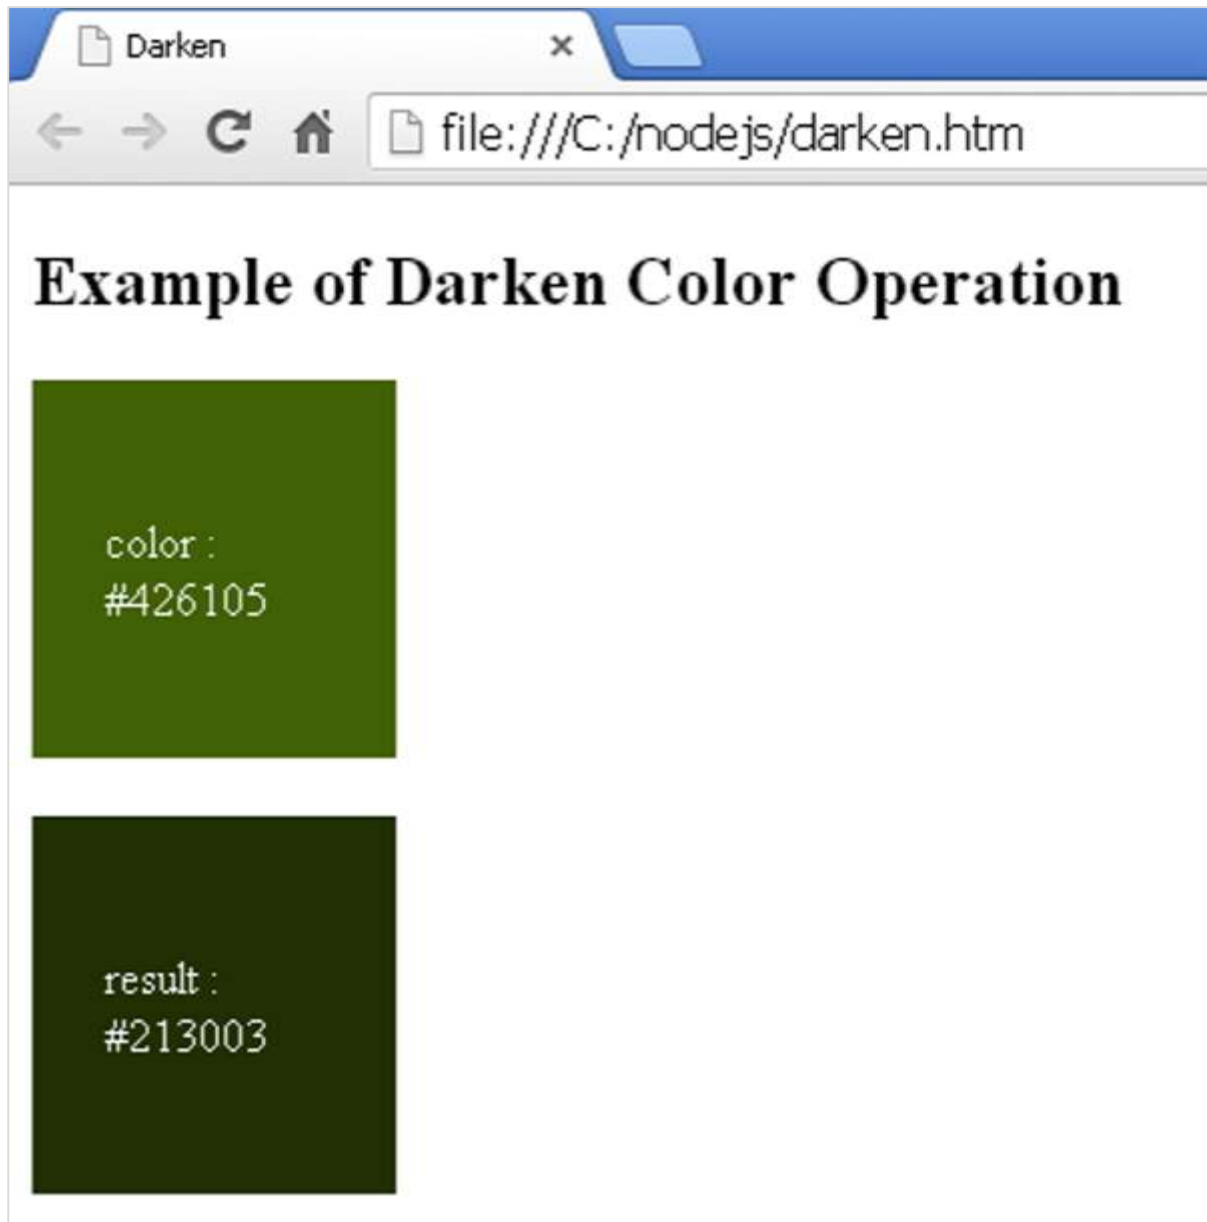 Darken
file:///C:/nodejs/darken.htm
Example of Darken Color Operation
color :
#426105
result :
#213003